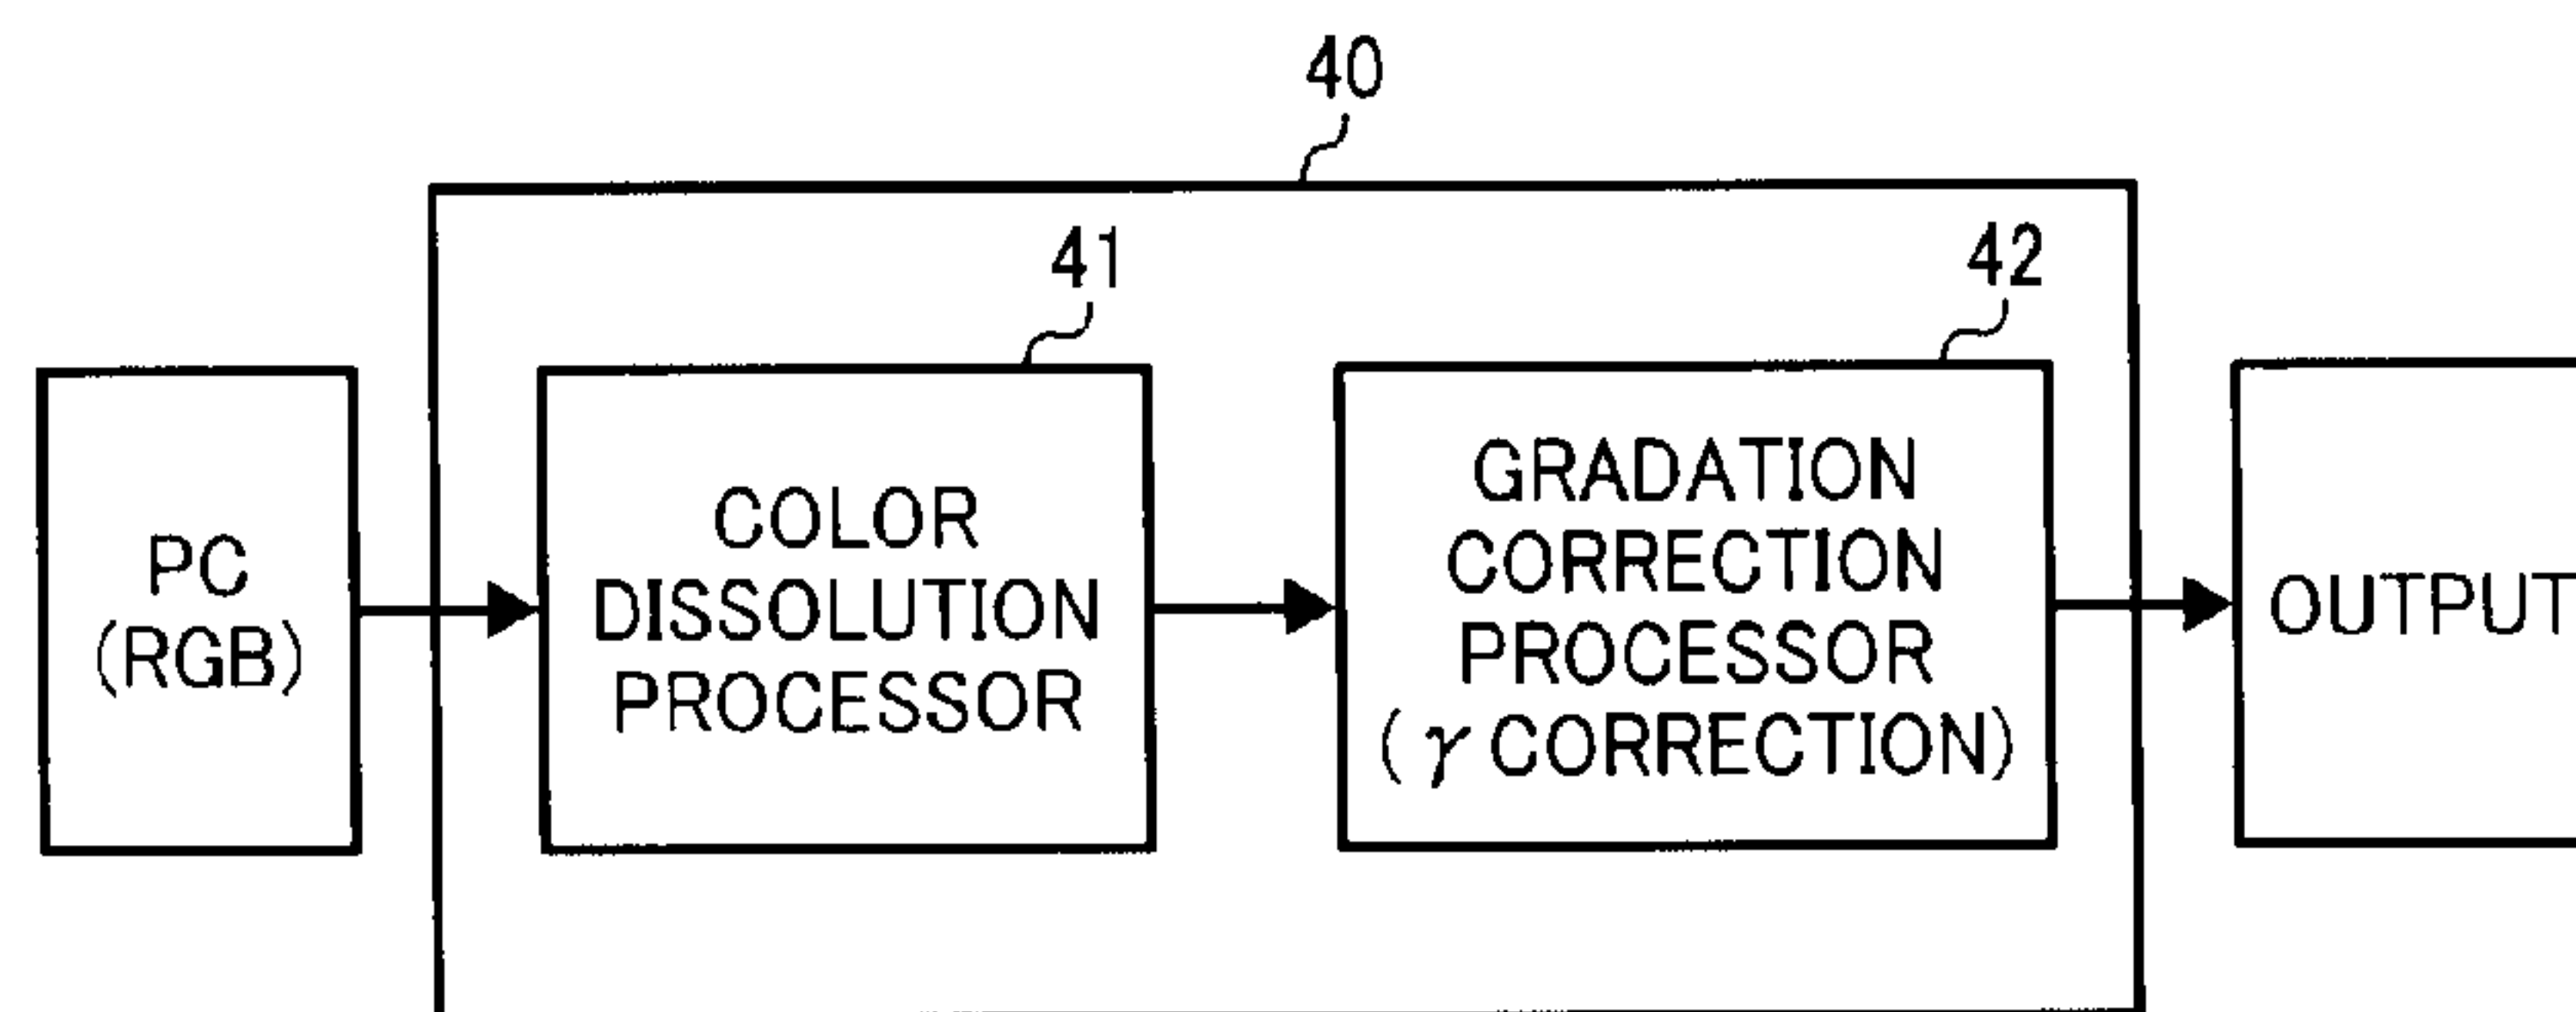 40
41
42
PC
(RGB)
COLOR
DISSOLUTION
PROCESSOR
GRADATION
CORRECTION
PROCESSOR
(γ CORRECTION)
OUTPUT